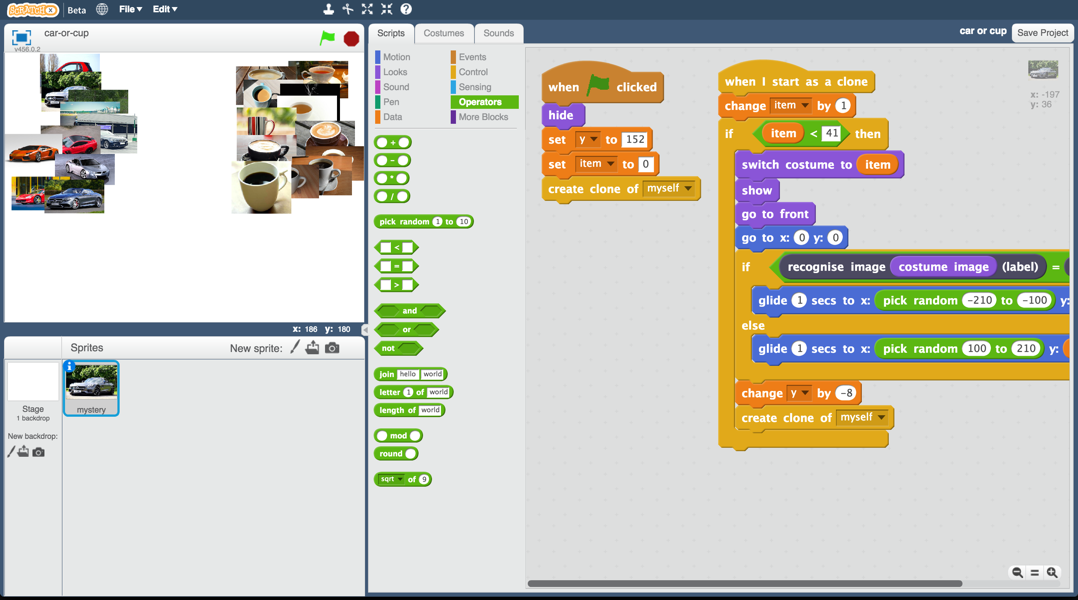 SCRATCHX Beta File▼ Edit▼
car-or-cup
v456.0.2
x: 186 y: 180
Sprites New sprite:
Stage
1 backdrop
New backdrop:
mystery
Scripts Costumes Sounds
Motion Events
Looks Control
Sound Sensing
Pen Operators
Data More Blocks
+
-
*
/
pick random 1 to 10
<
=
>
and
or
not
join hello world
letter 1 of world
length of world
mod
round
sqrt of 9
car or cup Save Project
x: -197
y: 36
when clicked
hide
set y to 152
set item to 0
create clone of myself
when I start as a clone
change item by 1
if item < 41 then
switch costume to item
show
go to front
go to x: 0 y: 0
if recognise image costume image (label) =
glide 1 secs to x: pick random -210 to -100 y:
else
glide 1 secs to x: pick random 100 to 210 y:
change y by -8
create clone of myself